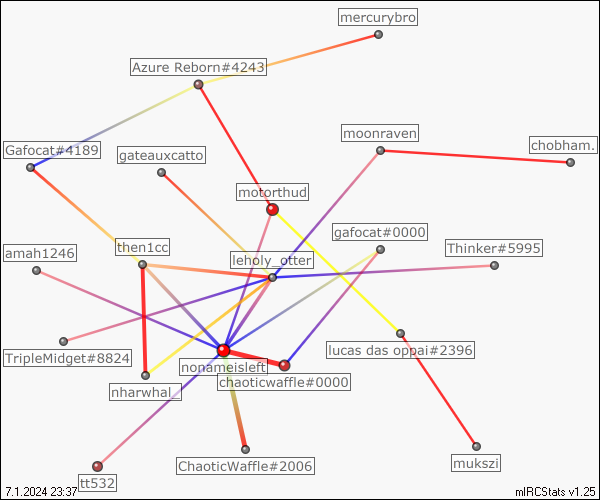 mercurybro
Azure Reborn#4243
moonraven
chobham.
Gafocat#4189
gateauxcatto
motorthud
gafocat#0000
amah1246
then1cc
leholy_otter
Thinker#5995
TripleMidget#8824
lucas das oppai#2396
nonameisleft
chaoticwaffle#0000
nharwhal_
ChaoticWaffle#2006
mukszi
tt532
7.1.2024 23:37
mIRCStats v1.25